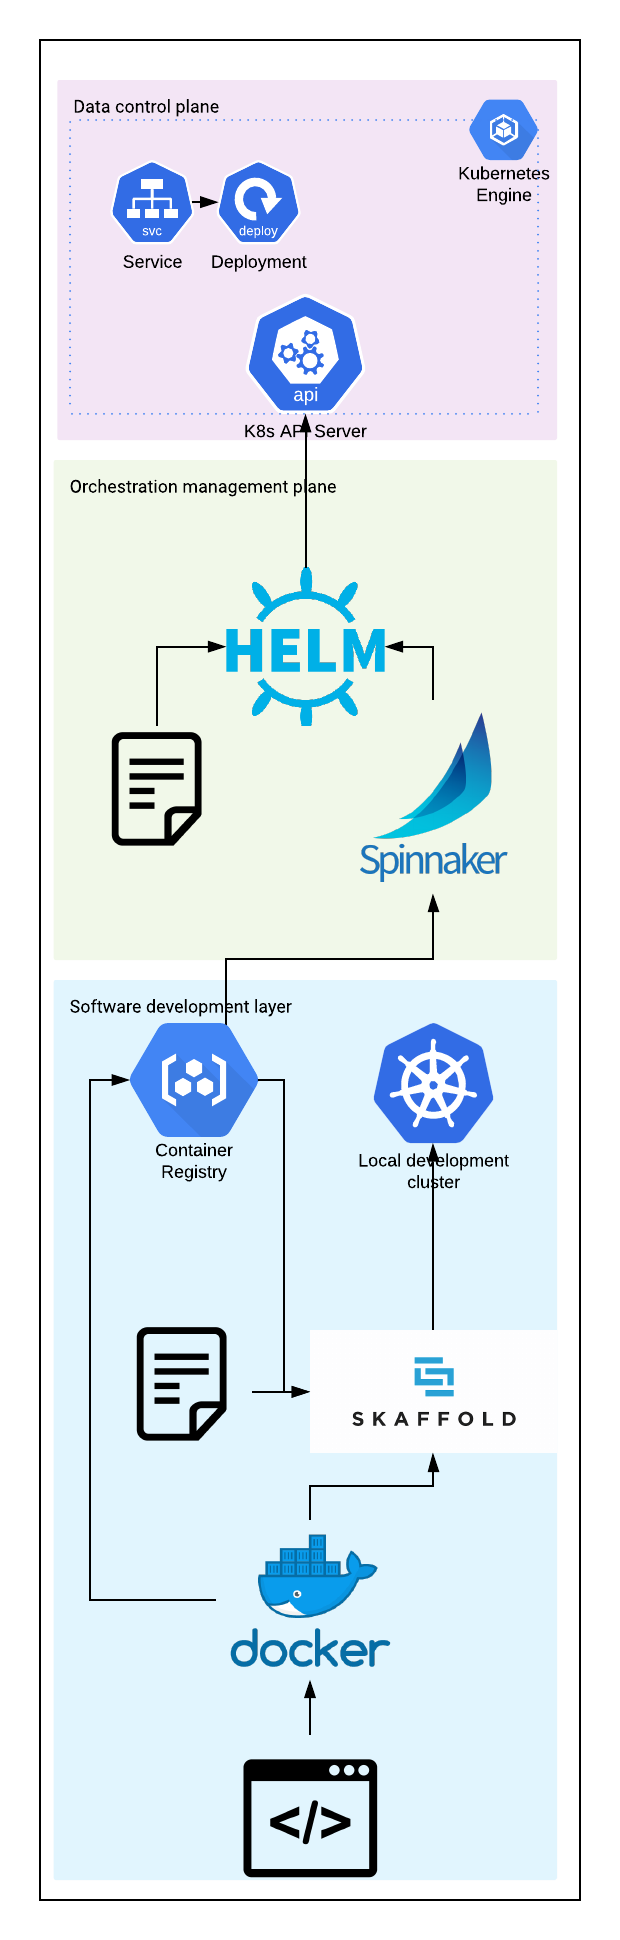 Data control plane
Kubernetes
Engine
svc
deploy
Service
Deployment
api
K8s API Server
Orchestration management plane
HELM
Spinnaker
Software development layer
Container
Registry
Local development
cluster
SKAFFOLD
docker
</>